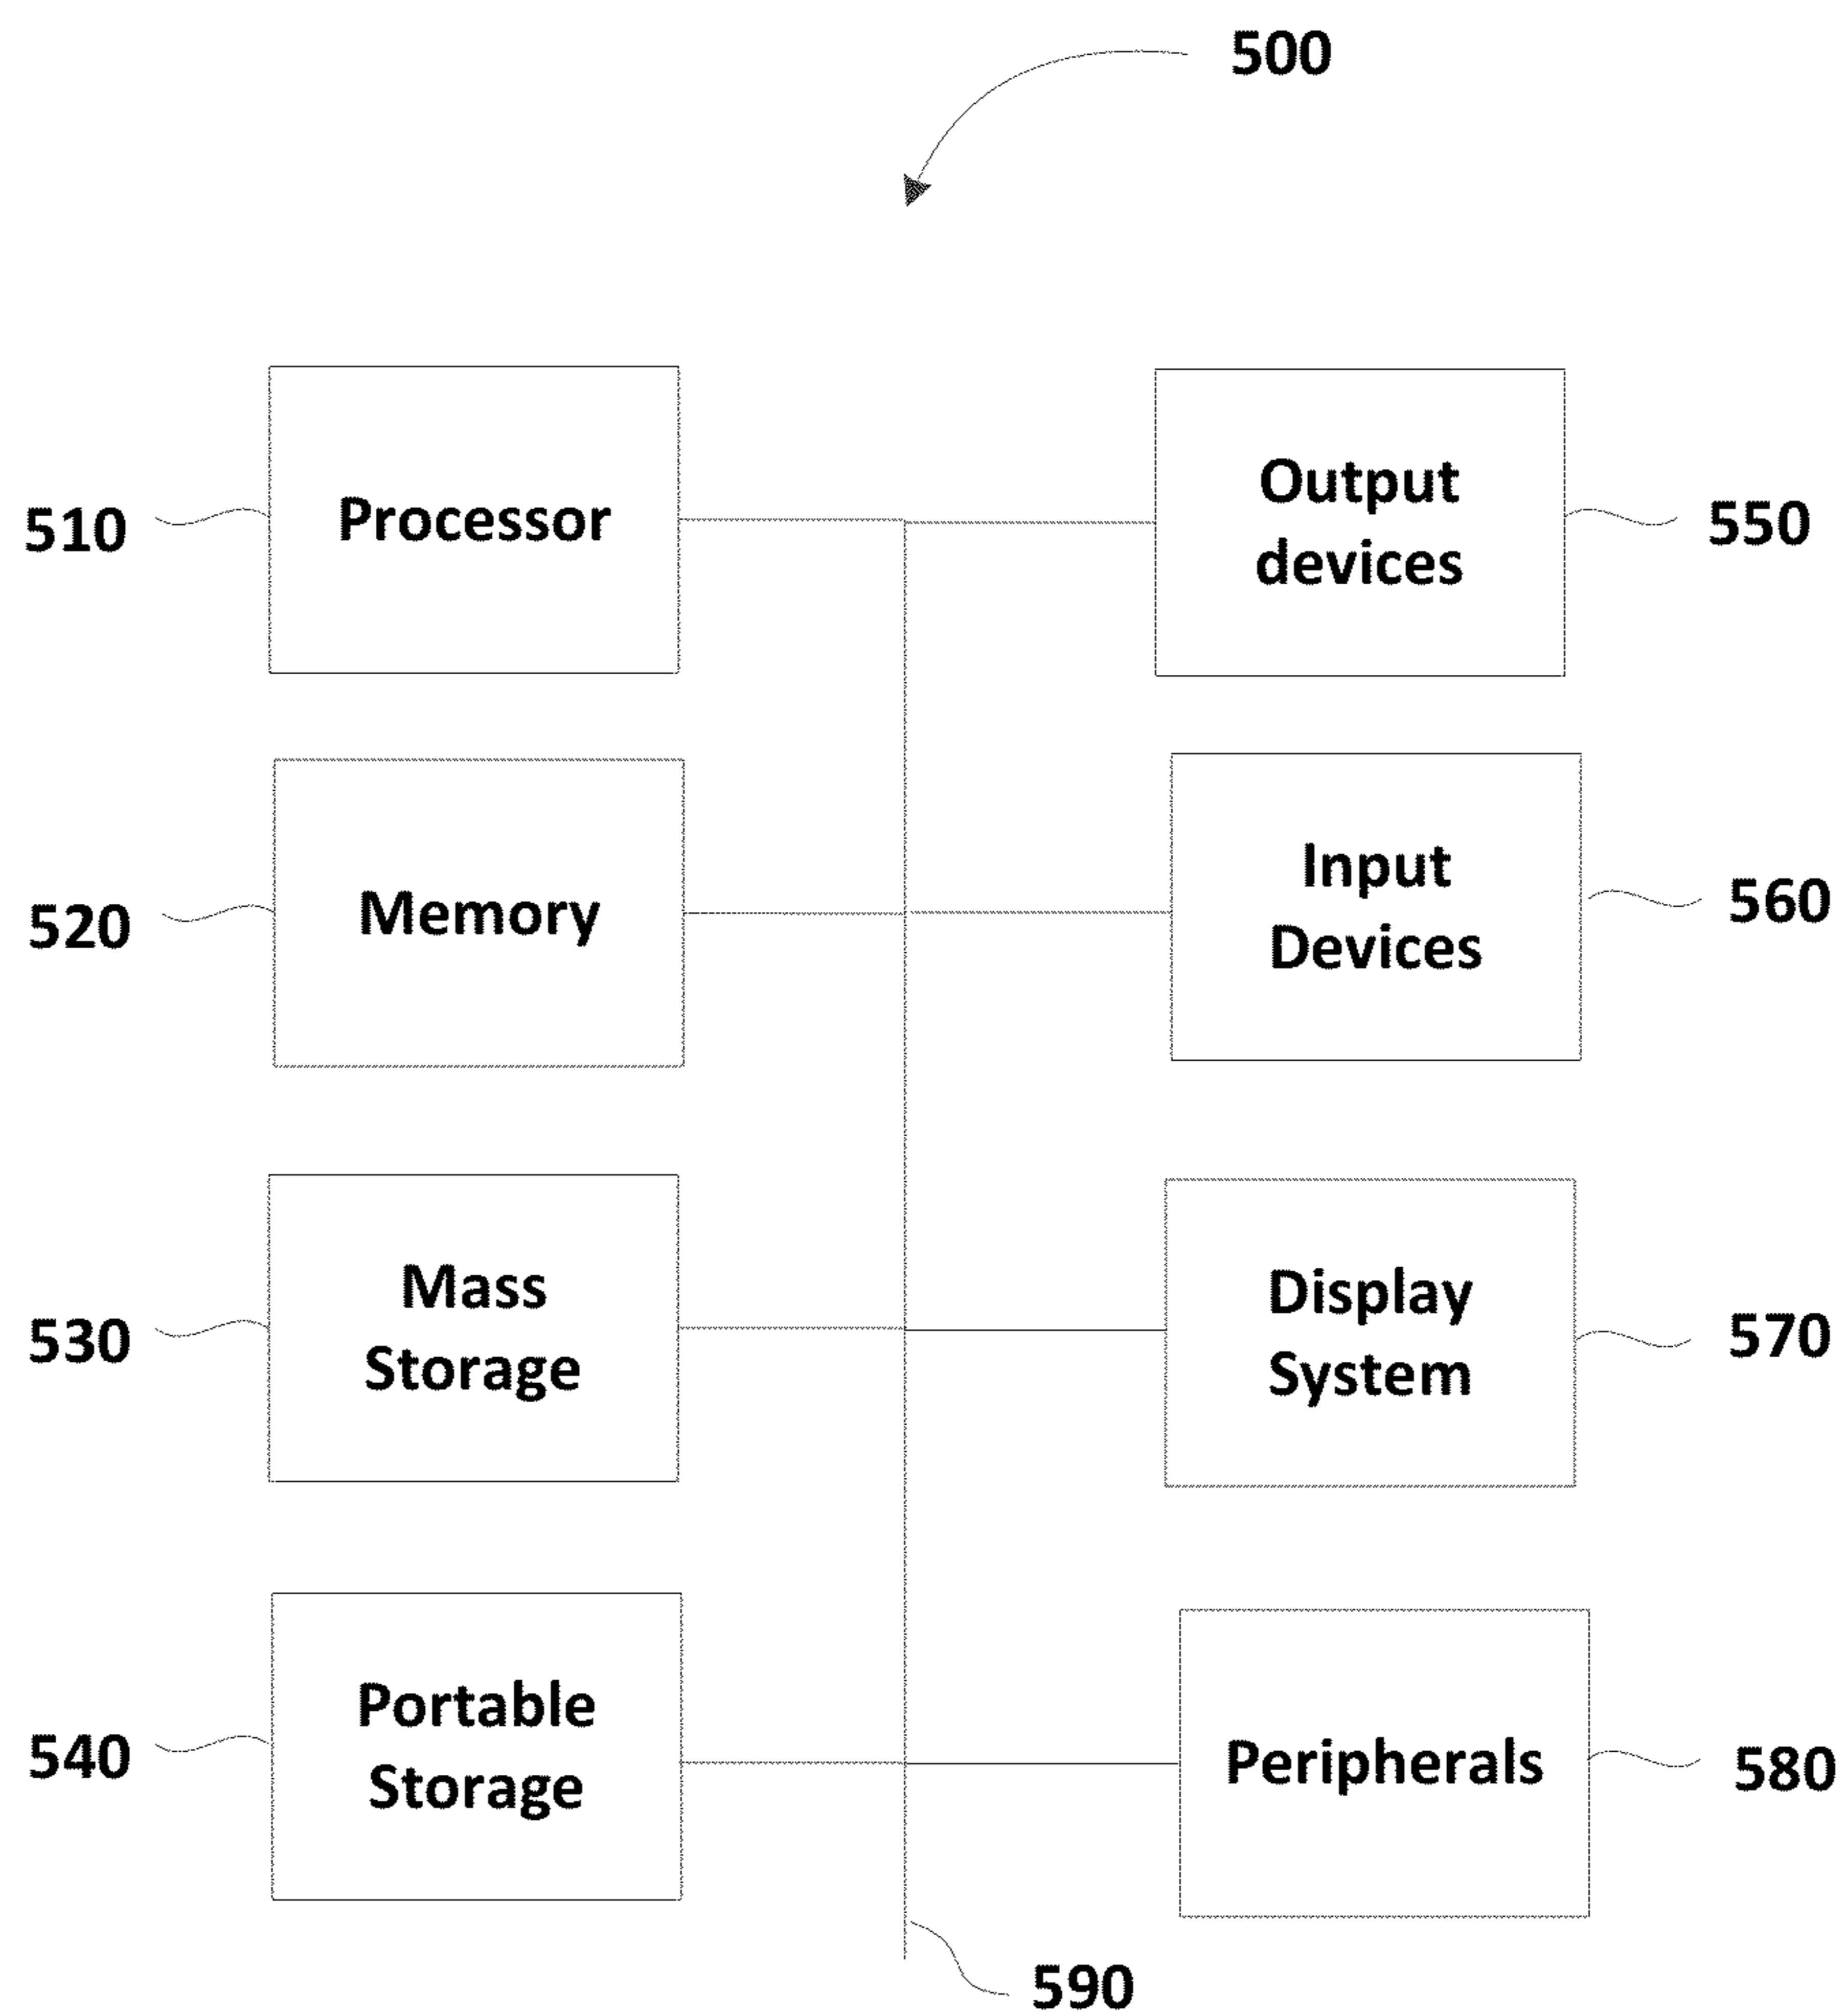 500
510
Processor
Output
devices
550
520
Memory
Input
Devices
560
530
Mass
Storage
Display
System
570
540
Portable
Storage
Peripherals
580
590